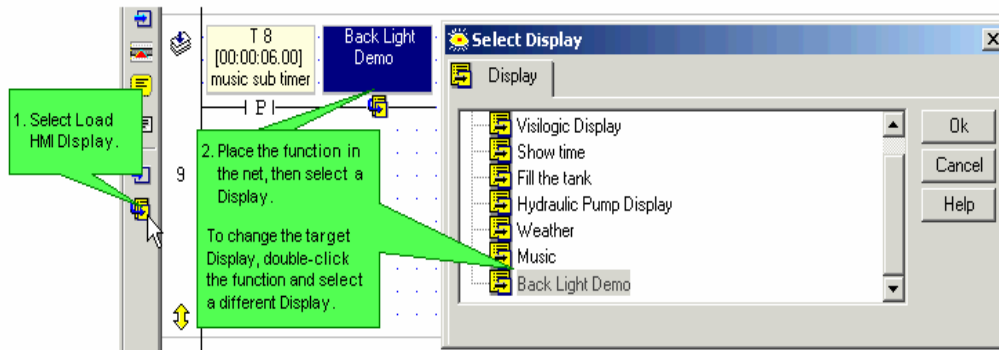 T 8
[00:00:06.00]
music sub timer
Back Light
Demo
P
9
1. Select Load
HMI DIsplay.
2. Place the function in
the net, then select a
Display.
To change the target
Display, double-click
the function and select
a different Display.
Select Display
Display
Visilogic Display
Show time
Fill the tank
Hydraulic Pump Display
Weather
Music
Back Light Demo
Ok
Cancel
Help